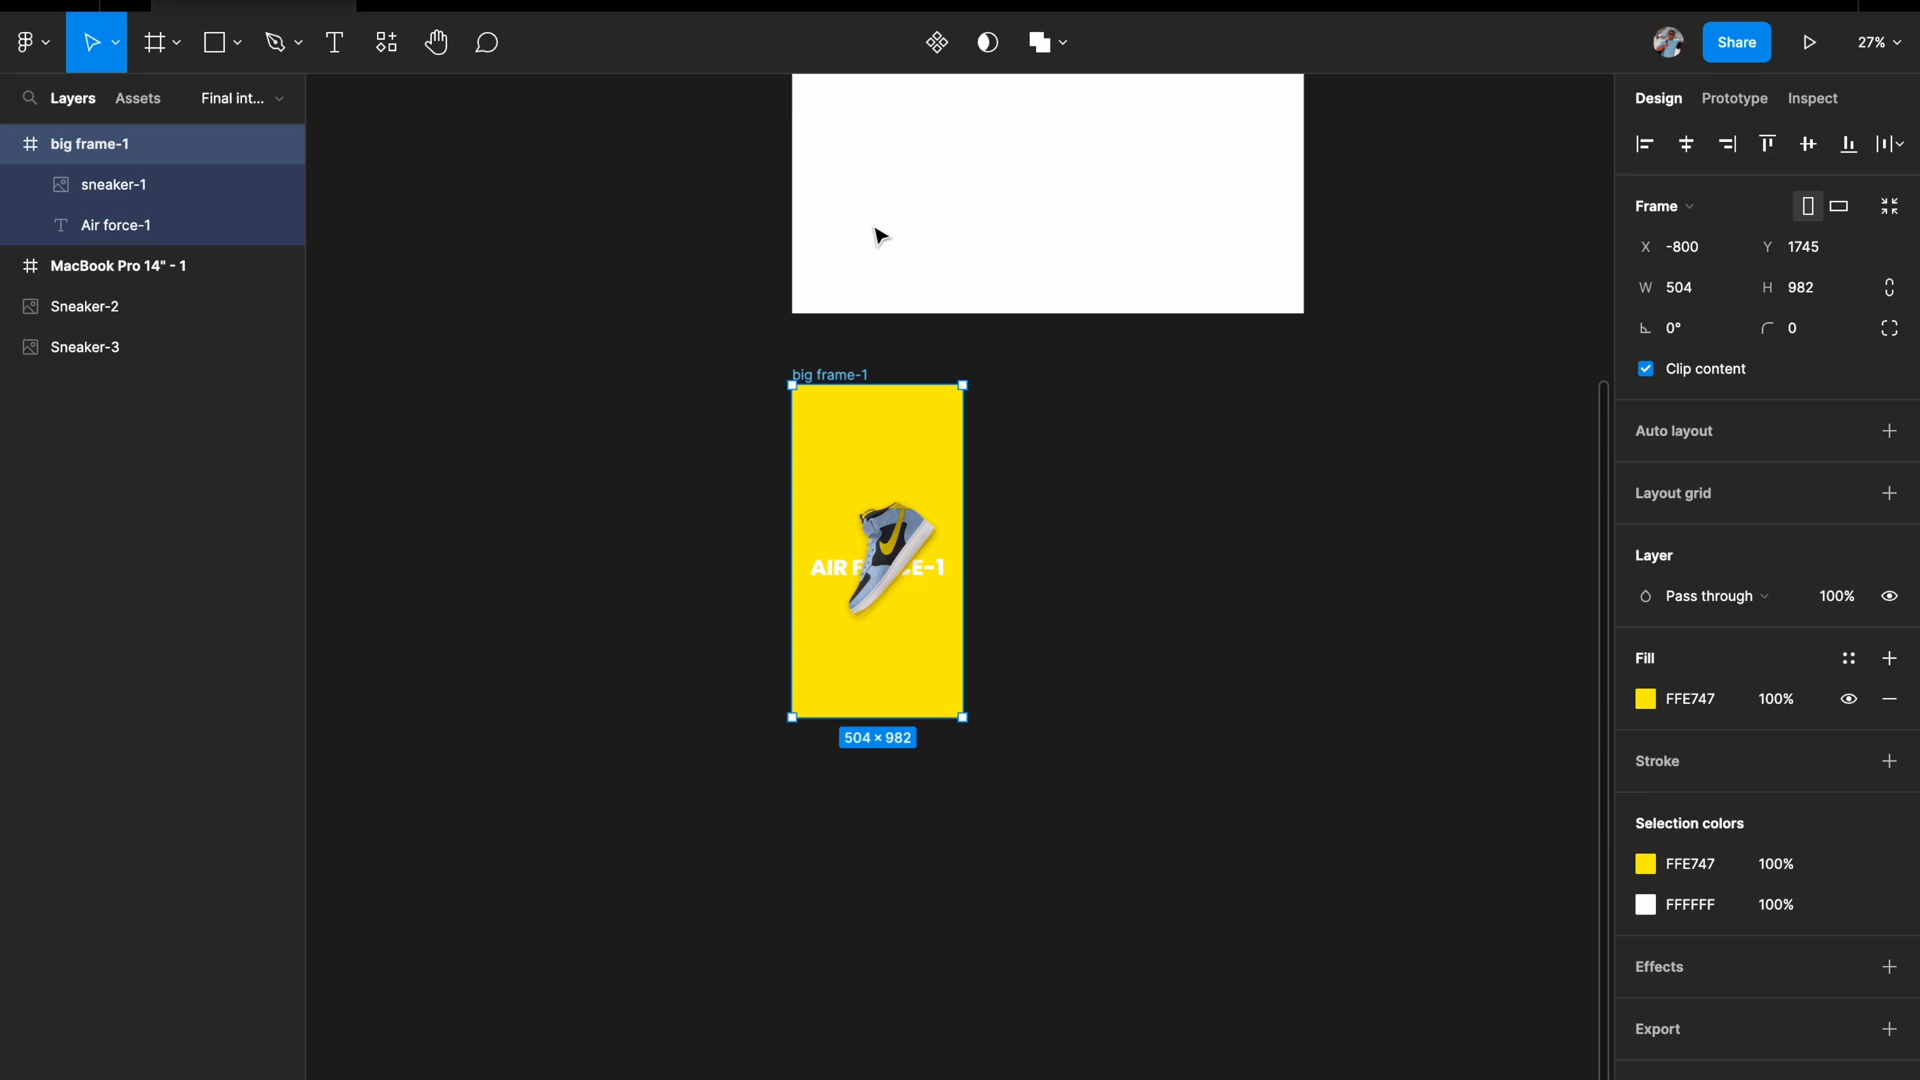 Share
27%
Layers
Assets
Final int...
big frame-1
sneaker-1
Air force-1
MacBook Pro 14" - 1
Sneaker-2
Sneaker-3
big frame-1
AIR F CE-1
504 × 982
Design
Prototype
Inspect
Frame
X -800
Y 1745
W 504
H 982
0°
0
Clip content
Auto layout
Layout grid
Layer
Pass through
100%
Fill
FFE747
100%
Stroke
Selection colors
FFE747
100%
FFFFFF
100%
Effects
Export